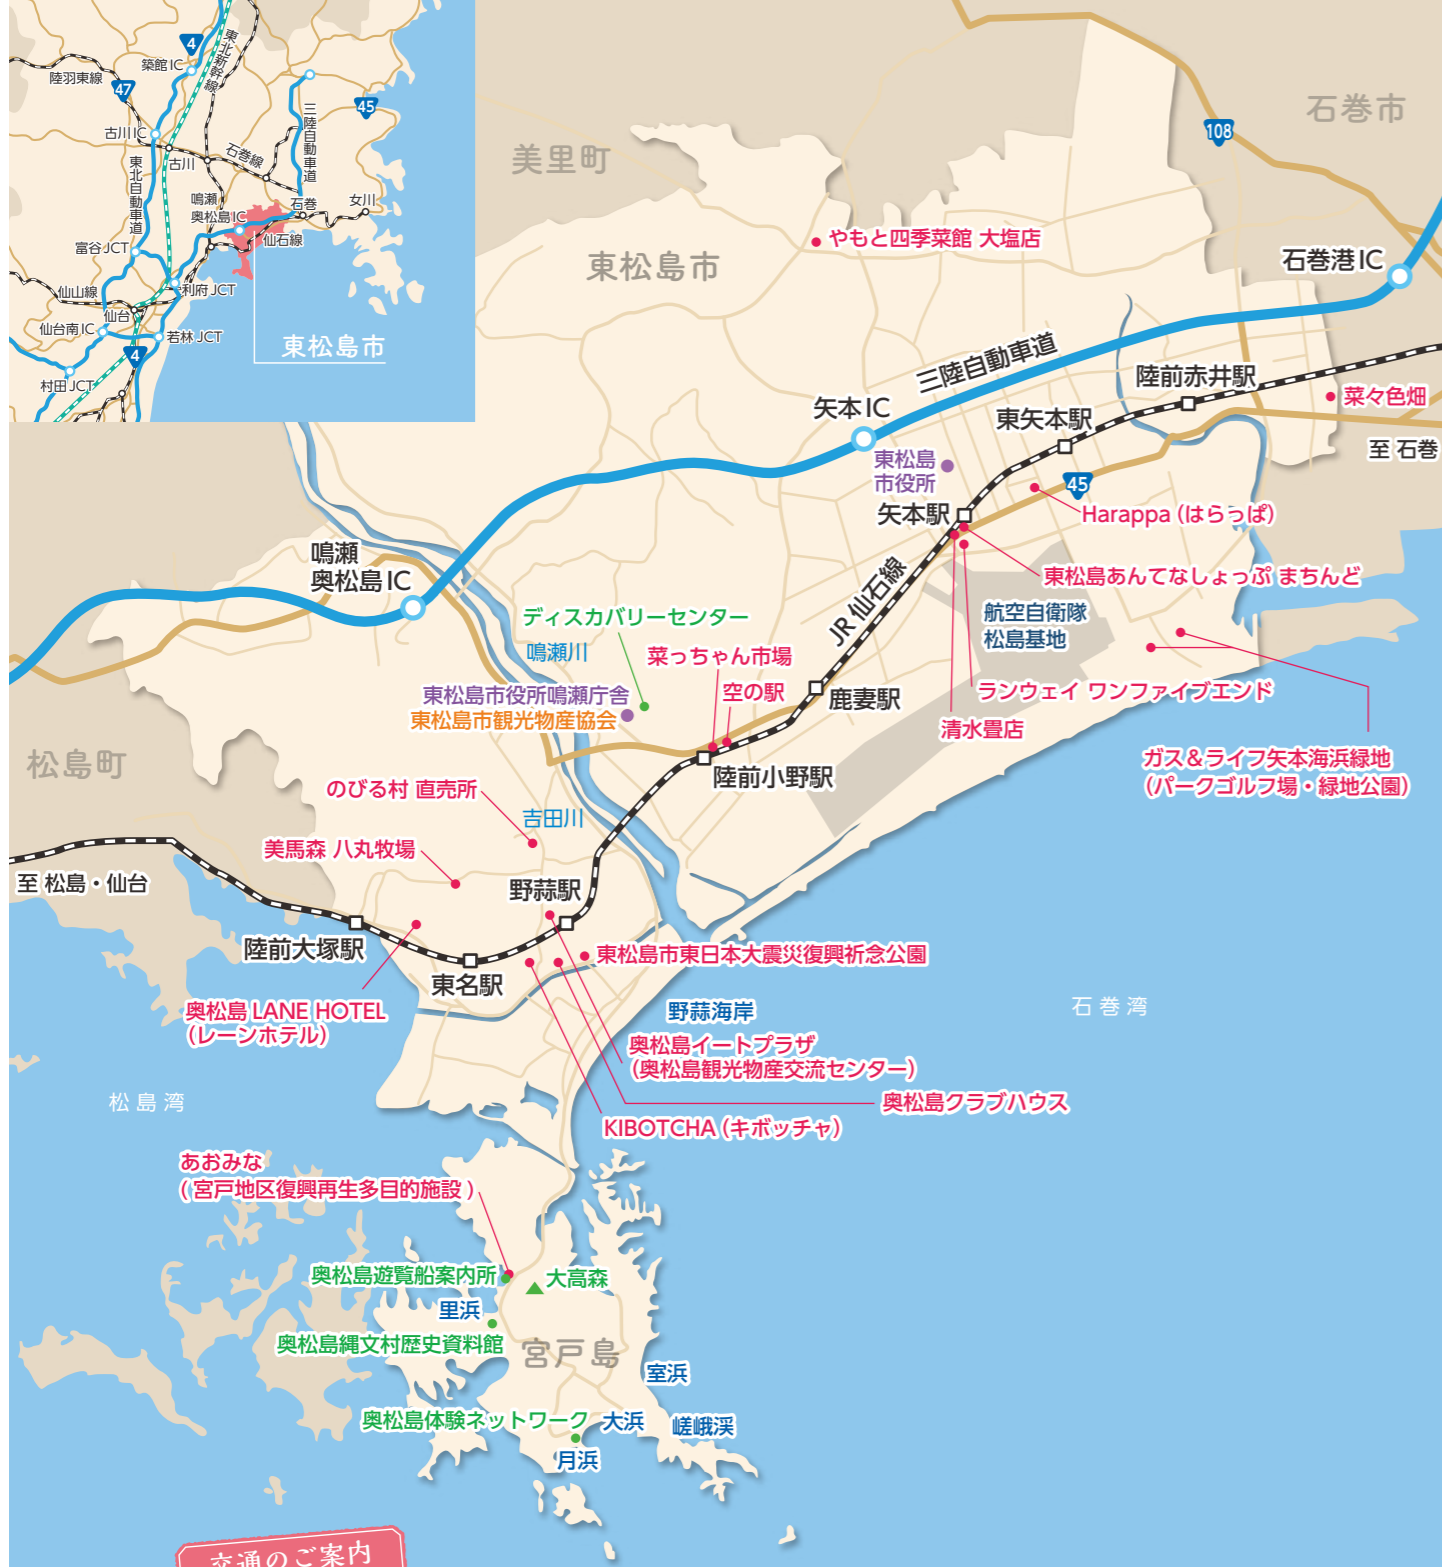 4
築館IC
東北新幹線
陸羽東線
47
45
三陸自動車道
古川IC
石巻線
古川
東北自動車道
鳴瀬
奥松島IC
石巻
女川
仙石線
富谷JCT
利府JCT
仙山線
仙台
仙台南IC
若林JCT
4
村田JCT
東松島市
石巻市
108
美里町
やもと四季菜館 大塩店
東松島市
石巻港IC
三陸自動車道
陸前赤井駅
菜々色畑
矢本IC
東矢本駅
至 石巻
東松島
市役所
45
矢本駅
Harappa（はらっぱ）
鳴瀬
奥松島IC
東松島あんてなしょっぷ まちんど
JR仙石線
航空自衛隊
松島基地
ディスカバリーセンター
鳴瀬川
菜っちゃん市場
空の駅
東松島市役所鳴瀬庁舎
東松島市観光物産協会
鹿妻駅
ランウェイ ワンファイブエンド
清水畳店
松島町
陸前小野駅
ガス＆ライフ矢本海浜緑地
（パークゴルフ場・緑地公園）
のびる村 直売所
吉田川
美馬森 八丸牧場
至 松島・仙台
野蒜駅
陸前大塚駅
東名駅
東松島市東日本大震災復興祈念公園
奥松島 LANE HOTEL
（レーンホテル）
野蒜海岸
石巻湾
奥松島イートプラザ
（奥松島観光物産交流センター）
松島湾
奥松島クラブハウス
KIBOTCHA（キボッチャ）
あおみな
( 宮戸地区復興再生多目的施設 )
奥松島遊覧船案内所
大高森
里浜
奥松島縄文村歴史資料館
宮戸島
室浜
奥松島体験ネットワーク
大浜
嵯峨渓
月浜
交通のご案内